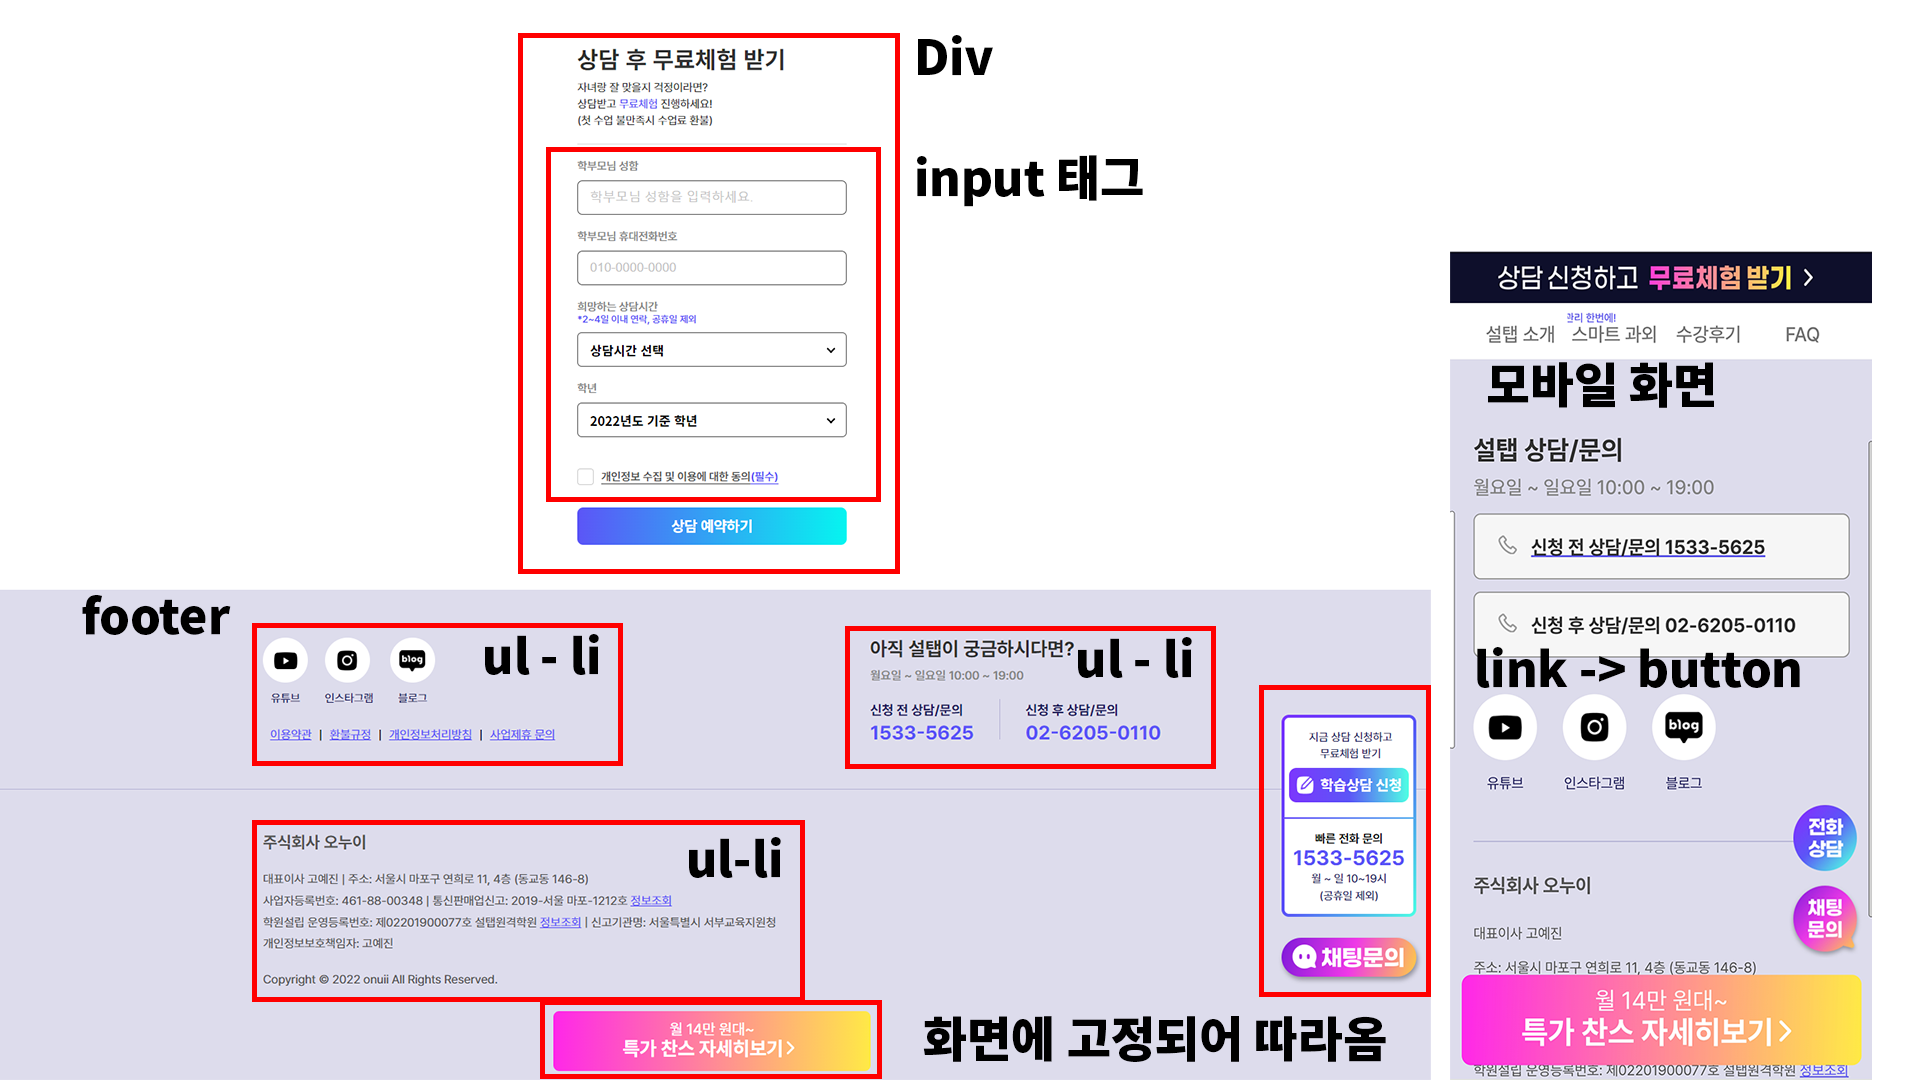 상담 후 무료체험 받기
자녀랑 잘 맞을지 걱정이라면?
상담받고 무료체험 진행하세요!
(첫 수업 불만족시 수업료 환불)
Div
input 태그
학부모님 성함
학부모님 성함을 입력하세요.
학부모님 휴대전화번호
010-0000-0000
희망하는 상담시간
*2~4일 이내 연락, 공휴일 제외
상담시간 선택
학년
2022년도 기준 학년
개인정보 수집 및 이용에 대한 동의(필수)
상담 예약하기
footer
ul - li
유튜브
인스타그램
blog
블로그
이용약관 | 환불규정 | 개인정보처리방침 | 사업제휴 문의
아직 설탭이 궁금하시다면?
ul - li
월요일 ~ 일요일 10:00 ~ 19:00
신청 전 상담/문의
1533-5625
신청 후 상담/문의
02-6205-0110
지금 상담 신청하고
무료체험 받기
학습상담 신청
빠른 전화 문의
1533-5625
월 ~ 일 10~19시
(공휴일 제외)
채팅문의
주식회사 오누이
ul-li
대표이사 고예진 | 주소: 서울시 마포구 연희로 11, 4층 (동교동 146-8)
사업자등록번호: 461-88-00348 | 통신판매업신고: 2019-서울 마포-1212호 정보조회
학원설립 운영등록번호: 제02201900077호 설탭원격학원 정보조회 | 신고기관명: 서울특별시 서부교육지원청
개인정보보호책임자: 고예진
Copyright © 2022 onuii All Rights Reserved.
월 14만 원대~
특가 찬스 자세히보기
화면에 고정되어 따라옴
상담 신청하고 무료체험 받기
관리 한번에!
설탭 소개 스마트 과외 수강후기 FAQ
모바일 화면
설탭 상담/문의
월요일 ~ 일요일 10:00 ~ 19:00
신청 전 상담/문의 1533-5625
신청 후 상담/문의 02-6205-0110
link -> button
blog
유튜브
인스타그램
블로그
전화
상담
주식회사 오누이
채팅
문의
대표이사 고예진
주소: 서울시 마포구 연희로 11, 4층 (동교동 146-8)
월 14만 원대~
특가 찬스 자세히보기
학원설립 운영등록번호: 제02201900077호 설탭원격학원 정보조회